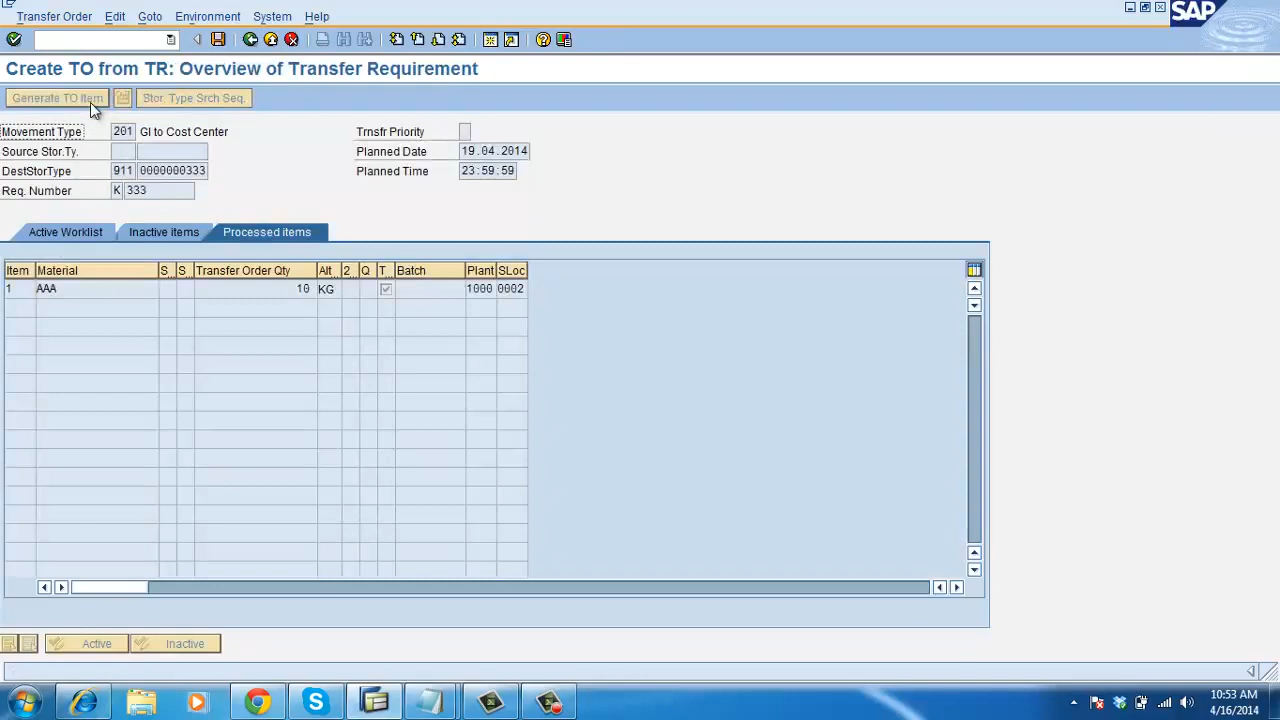 Transfer Order Edit Goto Environment System Help
SAP
Create TO from TR: Overview of Transfer Requirement
Generate TO Item Stor. Type Srch Seq.
Movement Type 201 GI to Cost Center Trnsfr Priority
Source Stor.Ty. Planned Date 19.04.2014
DestStorType 911 0000000333 Planned Time 23:59:59
Req. Number K 333
Active Worklist Inactive items Processed items
Item Material S... S... Transfer Order Qty Alt... 2... Q T... Batch Plant SLoc
1 AAA 10 KG 1000 0002
Active Inactive
10:53 AM
4/16/2014